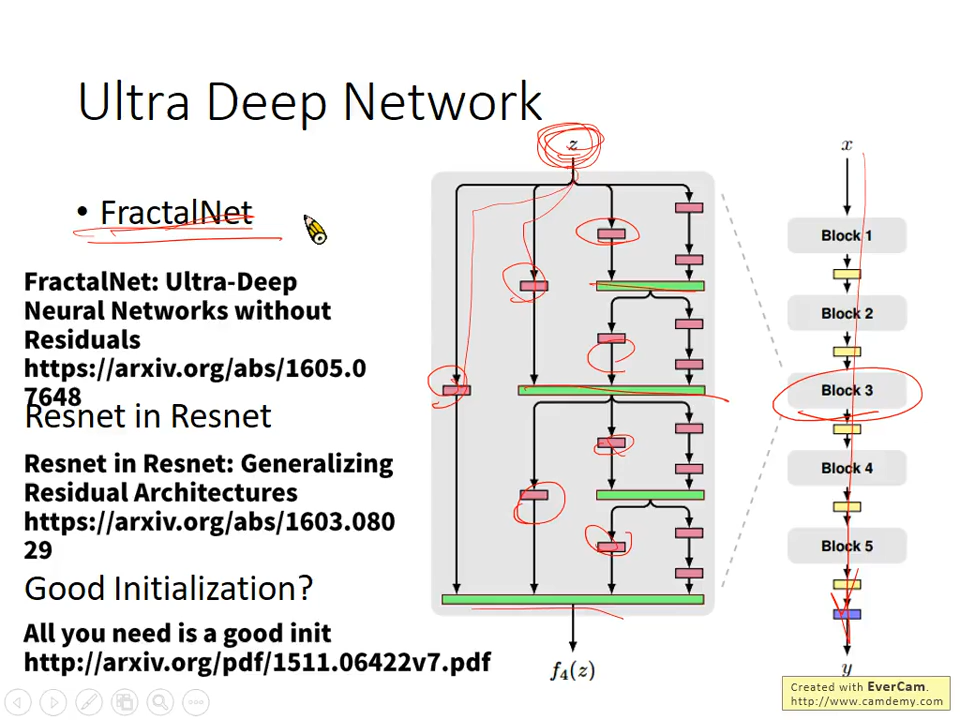 Ultra Deep Network
• FractalNet
FractalNet: Ultra-Deep
Neural Networks without
Residuals
https://arxiv.org/abs/1605.0
7648
Resnet in Resnet
Resnet in Resnet: Generalizing
Residual Architectures
https://arxiv.org/abs/1603.080
29
Good Initialization?
All you need is a good init
http://arxiv.org/pdf/1511.06422v7.pdf
z
f₄(z)
x
Block 1
Block 2
Block 3
Block 4
Block 5
y
Created with EverCam.
http://www.camdemy.com